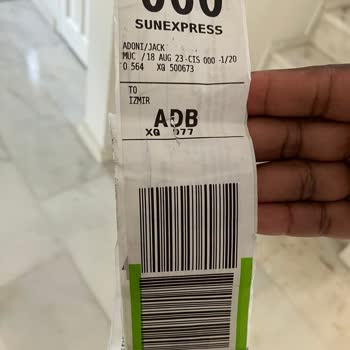 000
SUNEXPRESS
ADONI/JACK
MUC /18 AUG 23-CIS 000 -1/20
0 564 XQ 500673
TO
IZMIR
ADB
XQ 977